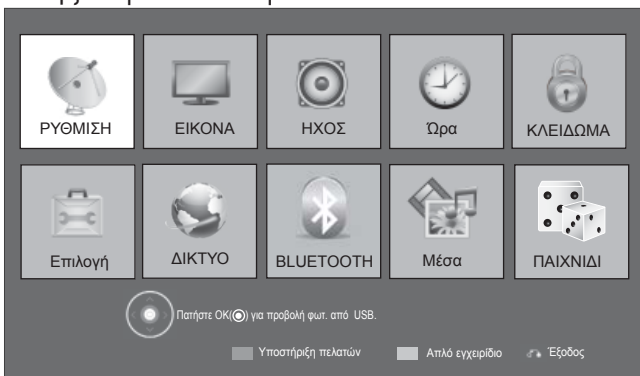 ΡΥΘΜΙΣΗ ΕΙΚΟΝΑ ΗΧΟΣ Ώρα ΚΛΕΙΔΩΜΑ
Επιλογή ΔΙΚΤΥΟ BLUETOOTH Μέσα ΠΑΙΧΝΙΔΙ
Πατήστε OK(◉) για προβολή φωτ. από USB.
Υποστήριξη πελατών Απλό εγχειρίδιο Έξοδος